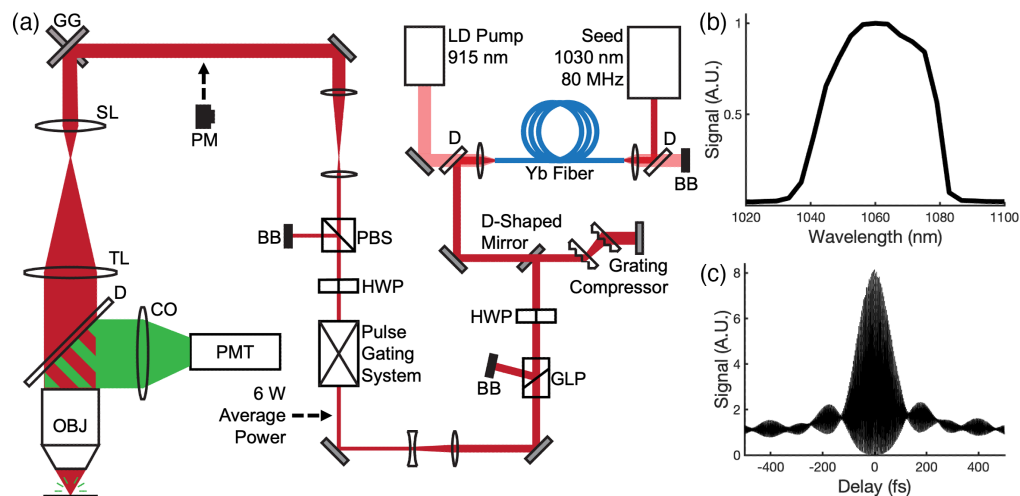 (a)
GG
SL
PM
TL
D
CO
PMT
OBJ
BB
PBS
HWP
Pulse
Gating
System
6 W
Average
Power
LD Pump
915 nm
Seed
1030 nm
80 MHz
D
D
Yb Fiber
BB
D-Shaped
Mirror
Grating
Compressor
HWP
BB
GLP
(b)
Signal (A.U.)
1
0.5
1020
1040
1060
1080
1100
Wavelength (nm)
(c)
Signal (A.U.)
8
6
4
2
0
-400
-200
0
200
400
Delay (fs)